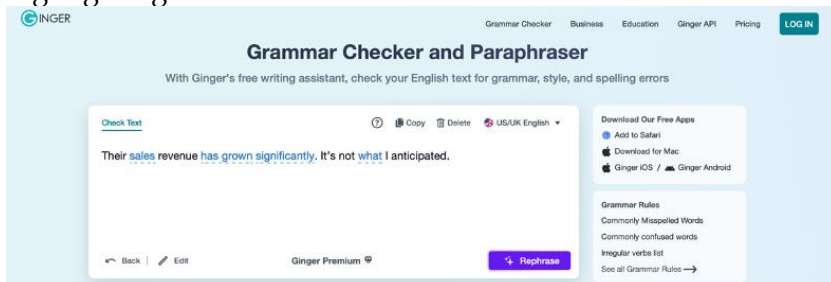 GINGER
Grammar Checker Business Education Ginger API Pricing LOG IN
Grammar Checker and Paraphraser
With Ginger's free writing assistant, check your English text for grammar, style, and spelling errors
Check Text
Copy Delete US/UK English
Their sales revenue has grown significantly. It's not what I anticipated.
Back | Edit
Ginger Premium
Rephrase
Download Our Free Apps
Add to Safari
Download for Mac
Ginger iOS / Ginger Android
Grammar Rules
Commonly Misspelled Words
Commonly confused words
Irregular verbs list
See all Grammar Rules →